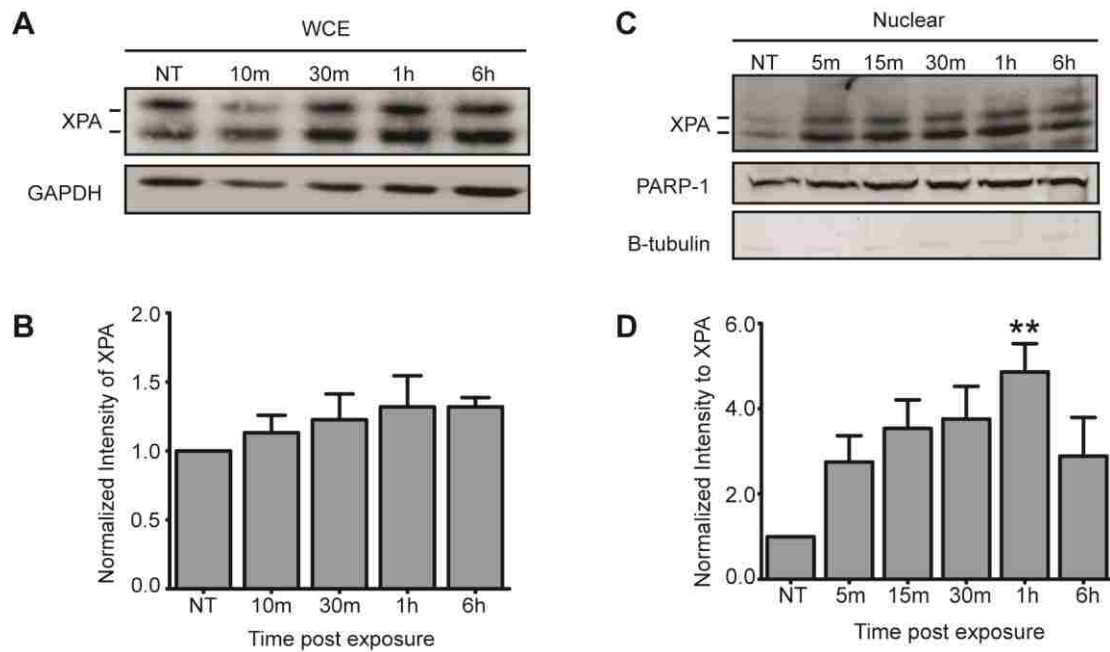 A
WCE
NT 10m 30m 1h 6h
XPA
GAPDH
B
Normalized Intensity of XPA
2.0
1.5
1.0
0.5
0.0
NT 10m 30m 1h 6h
Time post exposure
C
Nuclear
NT 5m 15m 30m 1h 6h
XPA
PARP-1
B-tubulin
D
Normalized Intensity to XPA
6.0
4.0
2.0
0.0
**
NT 5m 15m 30m 1h 6h
Time post exposure